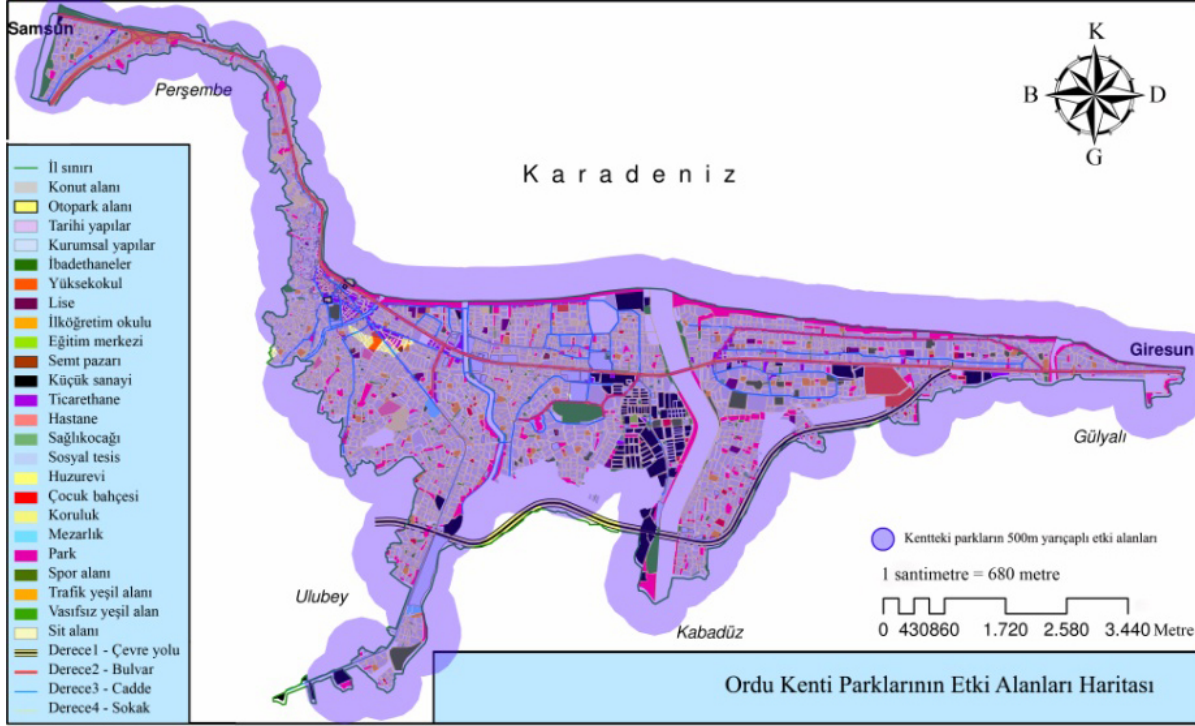 Samsun
Perşembe
K
B
D
G
Karadeniz
İl sınırı
Konut alanı
Otopark alanı
Tarihi yapılar
Kurumsal yapılar
İbadethaneler
Yüksekokul
Lise
İlköğretim okulu
Eğitim merkezi
Semt pazarı
Küçük sanayi
Ticarethane
Hastane
Sağlıkocağı
Sosyal tesis
Huzurevi
Çocuk bahçesi
Koruluk
Mezarlık
Park
Spor alanı
Trafik yeşil alanı
Vasıfsız yeşil alan
Sit alanı
Derece1 - Çevre yolu
Derece2 - Bulvar
Derece3 - Cadde
Derece4 - Sokak
Giresun
Gülyalı
Ulubey
Kabadüz
Kentteki parkların 500m yarıçaplı etki alanları
1 santimetre = 680 metre
0 430860 1.720 2.580 3.440 Metre
Ordu Kenti Parklarının Etki Alanları Haritası